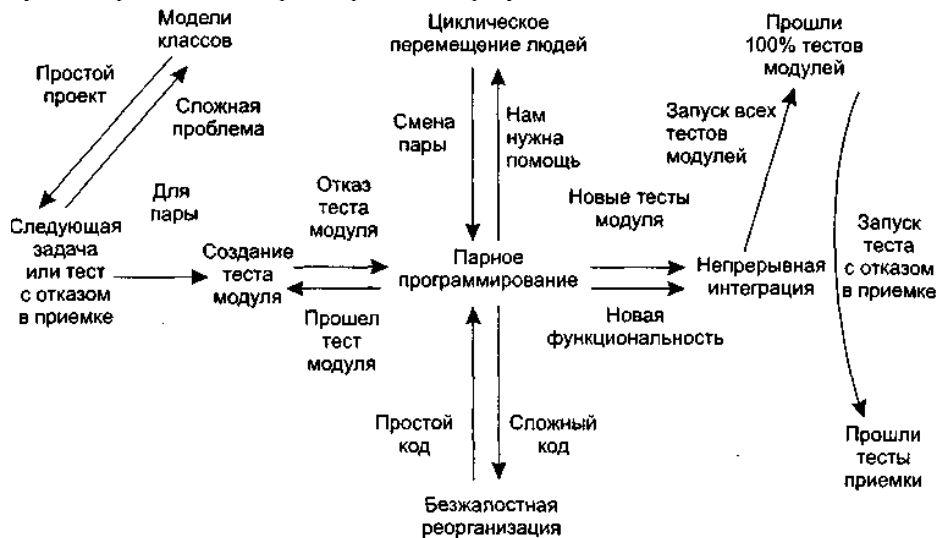 Модели
классов
Циклическое
перемещение людей
Прошли
100% тестов
модулей
Простой
проект
Сложная
проблема
Смена
пары
Нам
нужна
помощь
Запуск всех
тестов
модулей
Для
пары
Отказ
теста
модуля
Новые тесты
модуля
Следующая
задача
или тест
с отказом
в приемке
Создание
теста
модуля
Парное
программирование
Непрерывная
интеграция
Запуск
теста
с отказом
в приемке
Прошел
тест
модуля
Новая
функциональность
Простой
код
Сложный
код
Прошли
тесты
приемки
Безжалостная
реорганизация